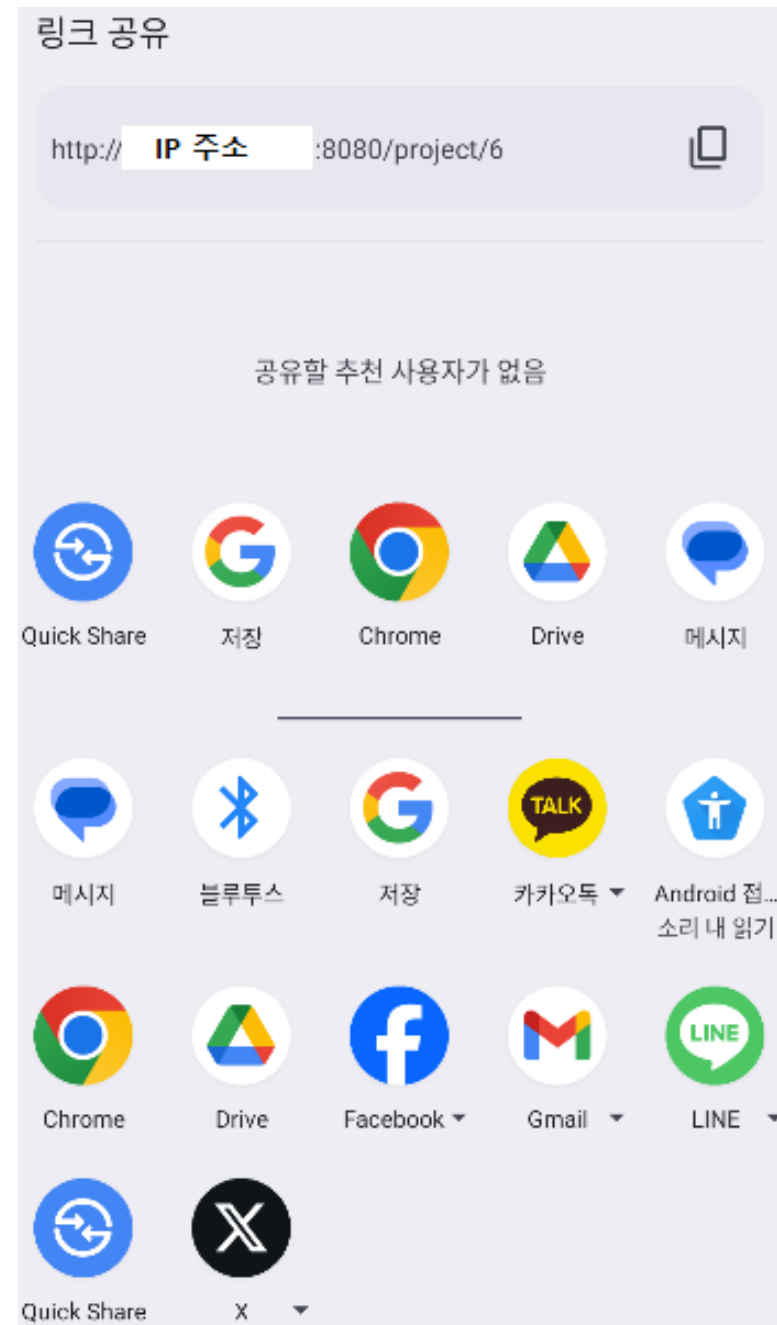 링크 공유
http:// IP 주소 :8080/project/6
공유할 추천 사용자가 없음
Quick Share 저장 Chrome Drive 메시지
TALK
메시지 블루투스 저장 카카오톡 Android 접...
소리 내 읽기
LINE
Chrome Drive Facebook Gmail LINE
Quick Share X